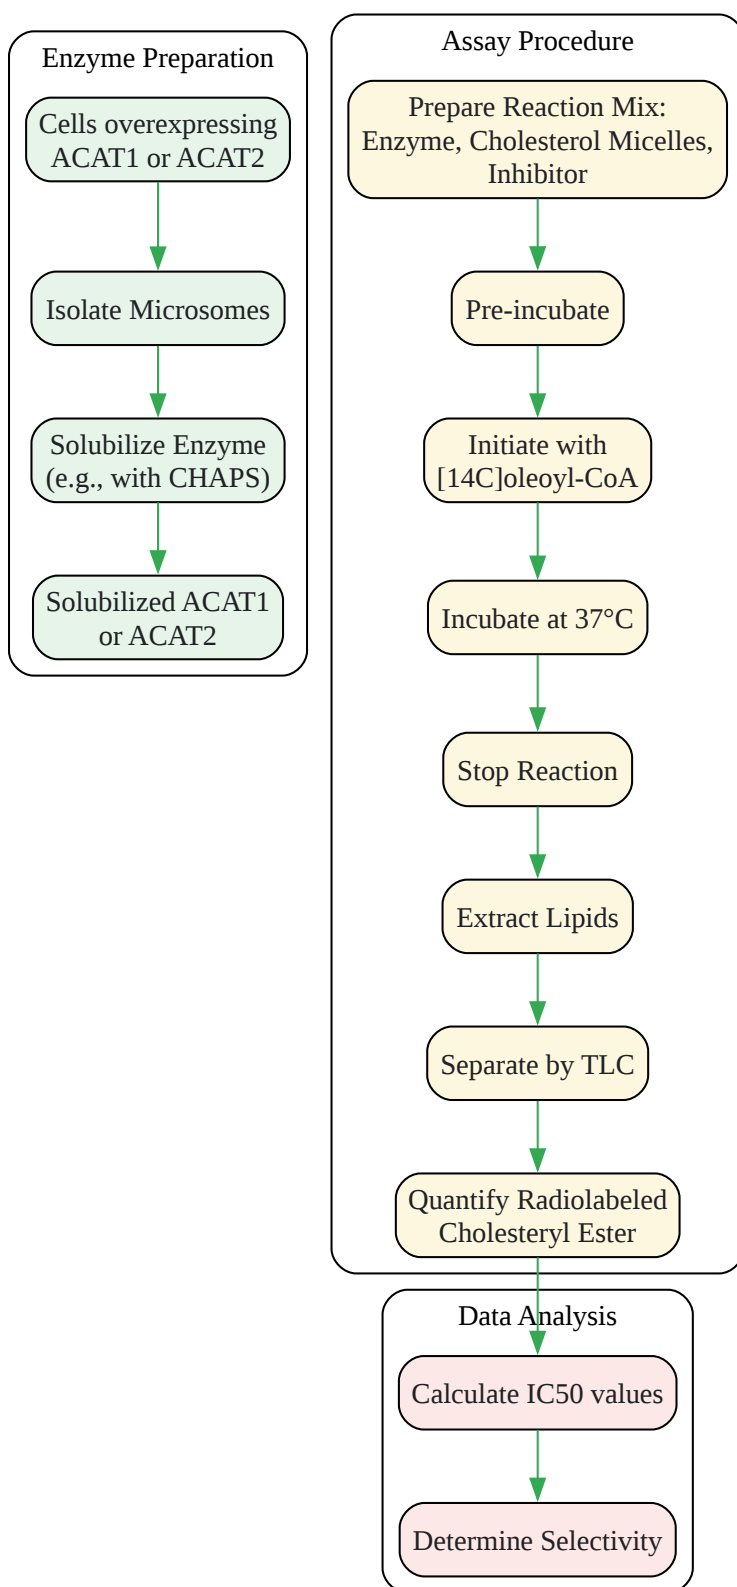 Enzyme Preparation
Cells overexpressing
ACAT1 or ACAT2
Isolate Microsomes
Solubilize Enzyme
(e.g., with CHAPS)
Solubilized ACAT1
or ACAT2
Assay Procedure
Prepare Reaction Mix:
Enzyme, Cholesterol Micelles,
Inhibitor
Pre-incubate
Initiate with
[14C]oleoyl-CoA
Incubate at 37°C
Stop Reaction
Extract Lipids
Separate by TLC
Quantify Radiolabeled
Cholesteryl Ester
Data Analysis
Calculate IC50 values
Determine Selectivity